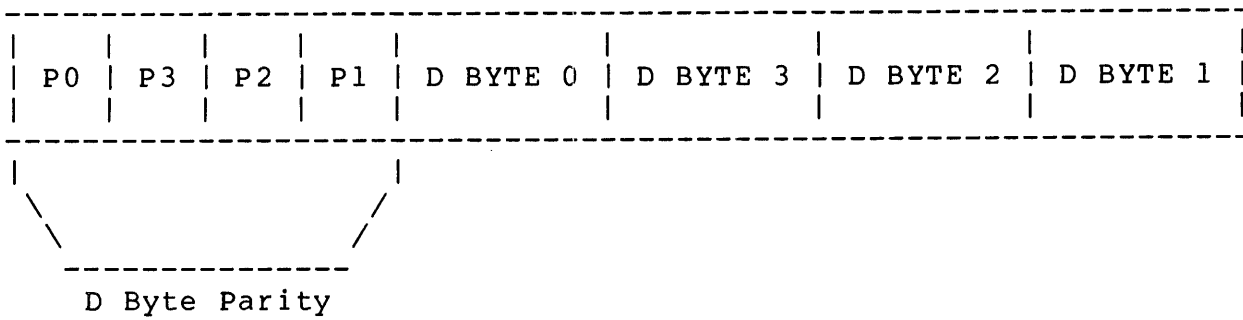 P0 P3 P2 P1 D BYTE 0 D BYTE 3 D BYTE 2 D BYTE 1
D Byte Parity